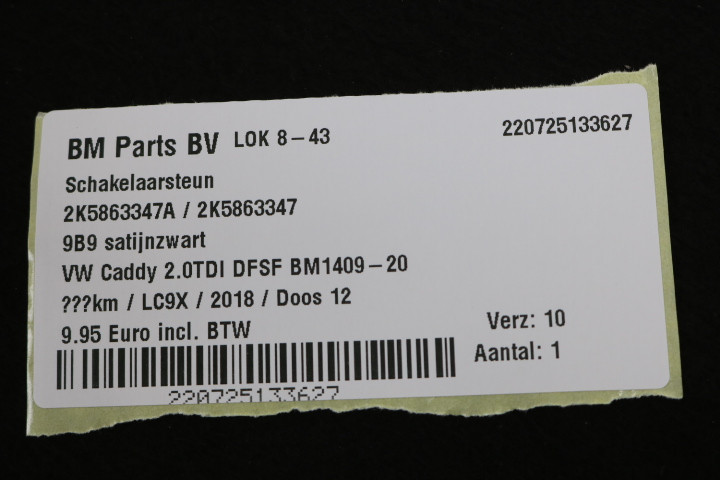 BM Parts BV LOK 8-43 220725133627
Schakelaarsteun
2K5863347A / 2K5863347
9B9 satijnzwart
VW Caddy 2.0TDI DFSF BM1409-20
???km / LC9X / 2018 / Doos 12
9.95 Euro incl. BTW Verz: 10
Aantal: 1
220725133627